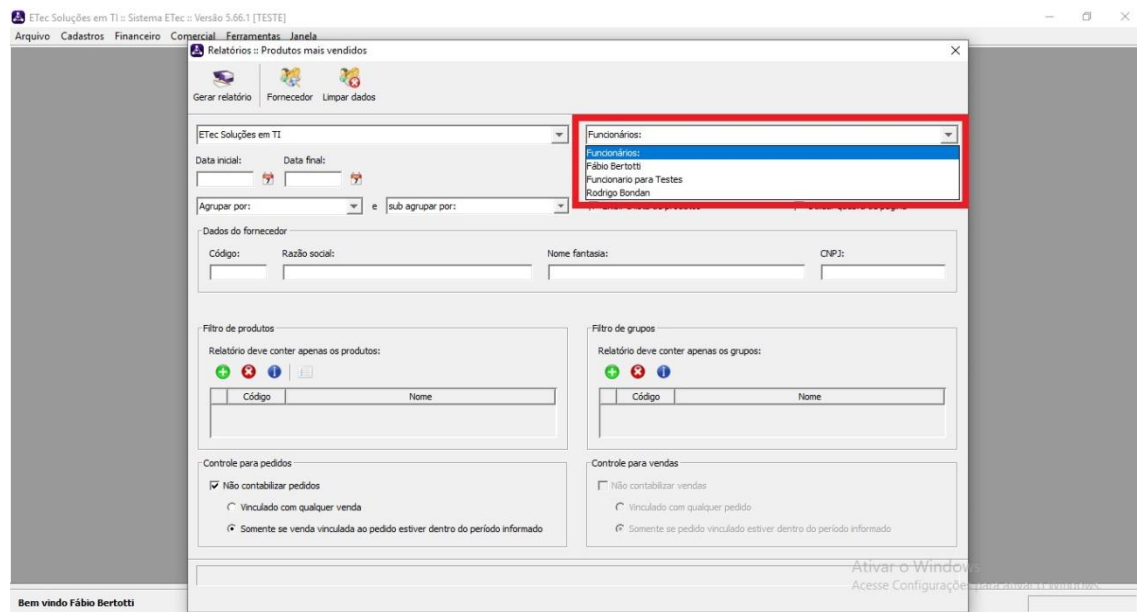 ETec Soluções em TI :: Sistema ETec :: Versão 5.66.1 [TESTE]
Arquivo Cadastros Financeiro Comercial Ferramentas Janela
Relatórios :: Produtos mais vendidos
Gerar relatório Fornecedor Limpar dados
ETec Soluções em TI Funcionários:
Funcionários:
Fábio Bertotti
Funcionario para Testes
Rodrigo Bondan
Data inicial: Data final:
Agrupar por: e sub agrupar por:
Dados do fornecedor
Código: Razão social: Nome fantasia: CNPJ:
Filtro de produtos Filtro de grupos
Relatório deve conter apenas os produtos: Relatório deve conter apenas os grupos:
Código Nome Código Nome
Controle para pedidos Controle para vendas
Não contabilizar pedidos Não contabilizar vendas
Vinculado com qualquer venda Vinculado com qualquer pedido
Somente se venda vinculada ao pedido estiver dentro do período informado Somente se pedido vinculado estiver dentro do período informado
Ativar o Windows
Acesse Configurações para ativar o Windows.
Bem vindo Fábio Bertotti